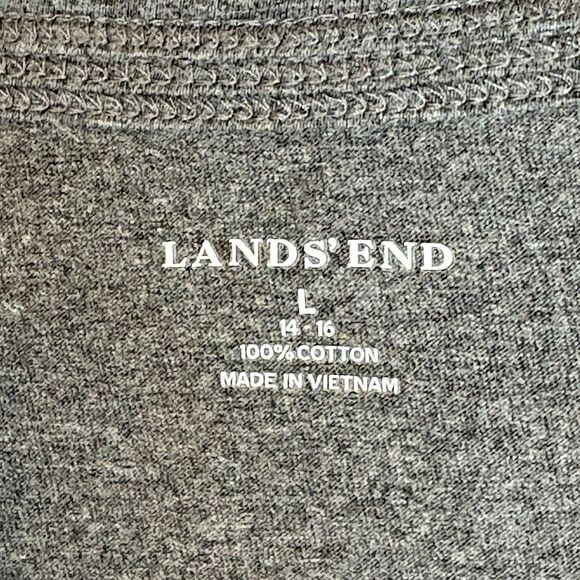 LANDS' END
L
14 - 16
100% COTTON
MADE IN VIETNAM